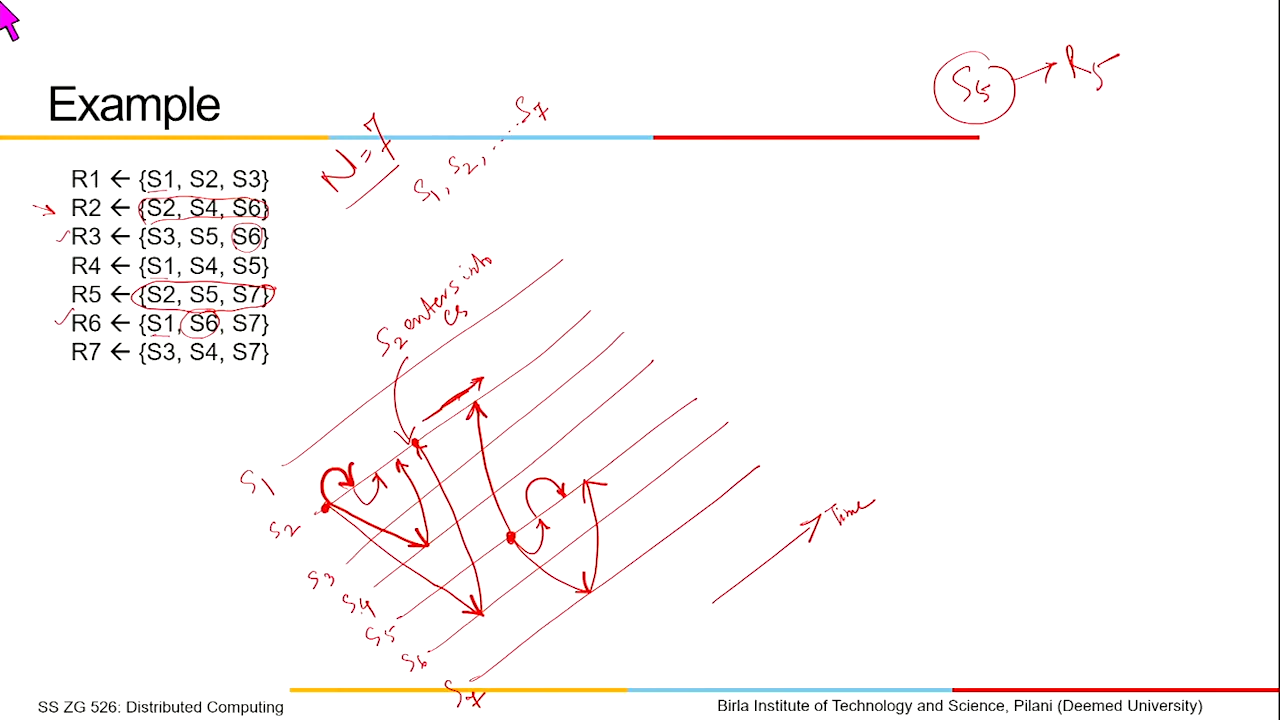 S5 → R5
Example
N=7
S1, S2, ..... S7
R1 ← {S1, S2, S3}
R2 ← {S2, S4, S6}
R3 ← {S3, S5, S6}
R4 ← {S1, S4, S5}
R5 ← {S2, S5, S7}
R6 ← {S1, S6, S7}
R7 ← {S3, S4, S7}
S2 enters into
CS
S1
S2
S3
S4
S5
S6
S7
Time
SS ZG 526: Distributed Computing
Birla Institute of Technology and Science, Pilani (Deemed University)